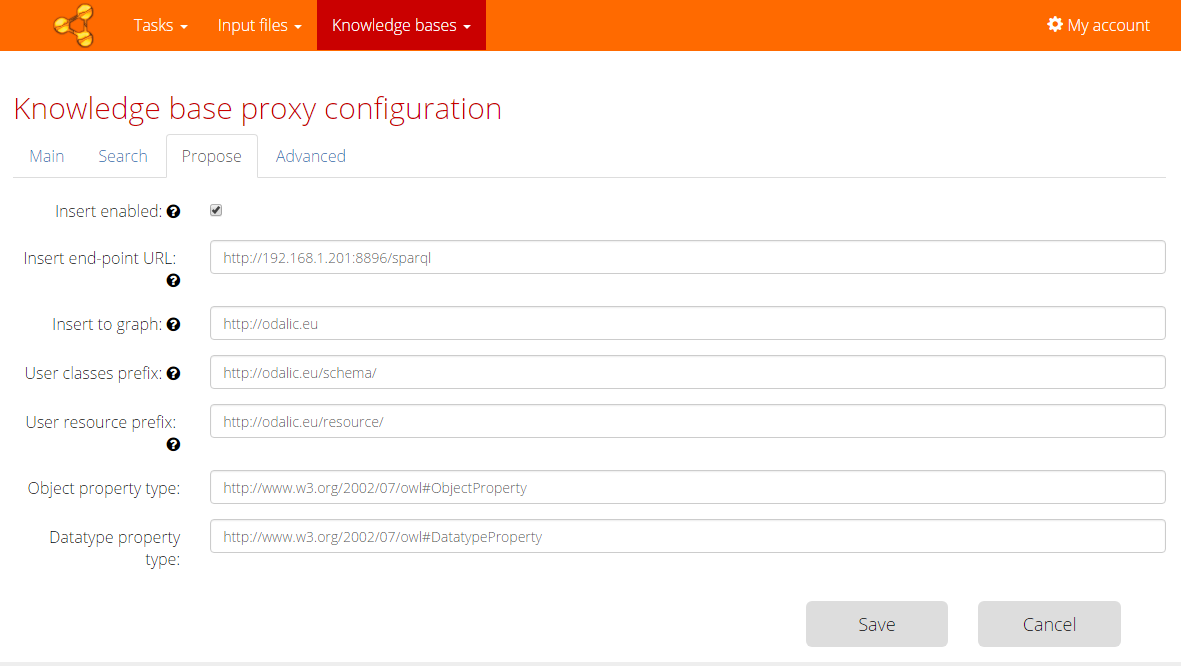 Tasks Input files Knowledge bases My account
Knowledge base proxy configuration
Main Search Propose Advanced
Insert enabled:
Insert end-point URL: http://192.168.1.201:8896/sparql
Insert to graph: http://odalic.eu
User classes prefix: http://odalic.eu/schema/
User resource prefix: http://odalic.eu/resource/
Object property type: http://www.w3.org/2002/07/owl#ObjectProperty
Datatype property http://www.w3.org/2002/07/owl#DatatypeProperty
type:
Save Cancel